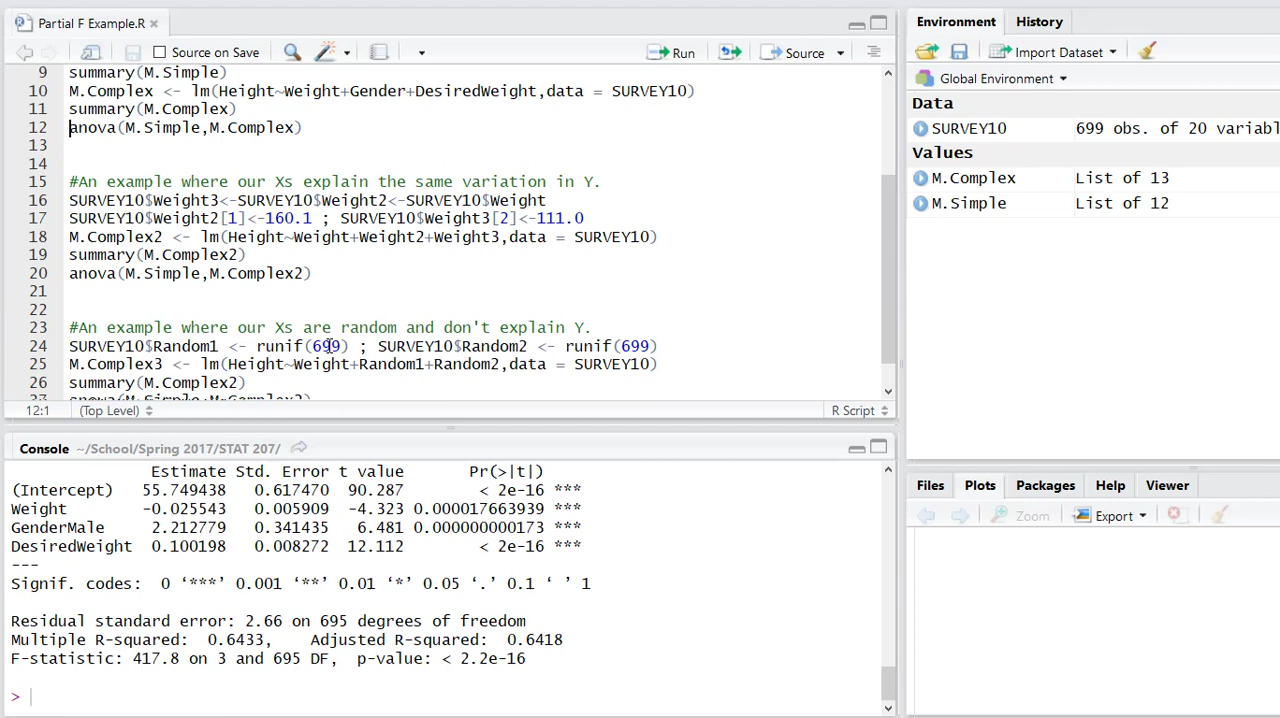 Partial F Example.R
Source on Save
Run
Source
9 summary(M.Simple)
10 M.Complex <- lm(Height~Weight+Gender+DesiredWeight,data = SURVEY10)
11 summary(M.Complex)
12 anova(M.Simple,M.Complex)
13
14
15 #An example where our Xs explain the same variation in Y.
16 SURVEY10$Weight3<-SURVEY10$Weight2<-SURVEY10$Weight
17 SURVEY10$Weight2[1]<-160.1 ; SURVEY10$Weight3[2]<-111.0
18 M.Complex2 <- lm(Height~Weight+Weight2+Weight3,data = SURVEY10)
19 summary(M.Complex2)
20 anova(M.Simple,M.Complex2)
21
22
23 #An example where our Xs are random and don't explain Y.
24 SURVEY10$Random1 <- runif(699) ; SURVEY10$Random2 <- runif(699)
25 M.Complex3 <- lm(Height~Weight+Random1+Random2,data = SURVEY10)
26 summary(M.Complex2)
27 anova(M.Simple,M.Complex2)
12:1 (Top Level) R Script
Console ~/School/Spring 2017/STAT 207/
Estimate Std. Error t value Pr(>|t|)
(Intercept) 55.749438 0.617470 90.287 < 2e-16 ***
Weight -0.025543 0.005909 -4.323 0.000017663939 ***
GenderMale 2.212779 0.341435 6.481 0.000000000173 ***
DesiredWeight 0.100198 0.008272 12.112 < 2e-16 ***
---
Signif. codes: 0 ‘***’ 0.001 ‘**’ 0.01 ‘*’ 0.05 ‘.’ 0.1 ‘ ’ 1
Residual standard error: 2.66 on 695 degrees of freedom
Multiple R-squared: 0.6433, Adjusted R-squared: 0.6418
F-statistic: 417.8 on 3 and 695 DF, p-value: < 2.2e-16
>
Environment History
Import Dataset
Global Environment
Data
SURVEY10 699 obs. of 20 variabl
Values
M.Complex List of 13
M.Simple List of 12
Files Plots Packages Help Viewer
Zoom Export